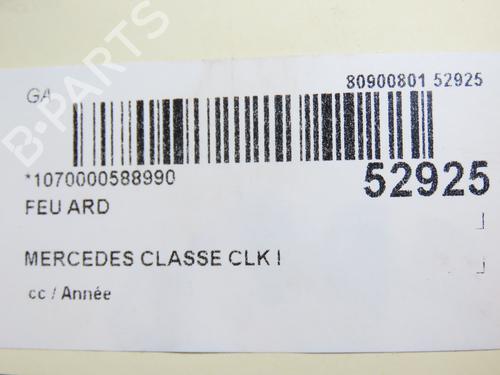 GA
80900801 52925
*1070000588990
52925
FEU ARD
MERCEDES CLASSE CLK I
cc / Année
B-PARTS